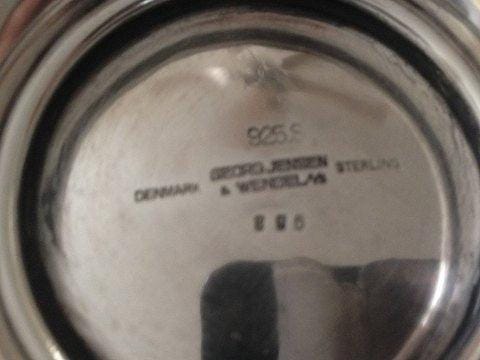 925.S
GEORG JENSEN
DENMARK & WENDEL A/S STERLING